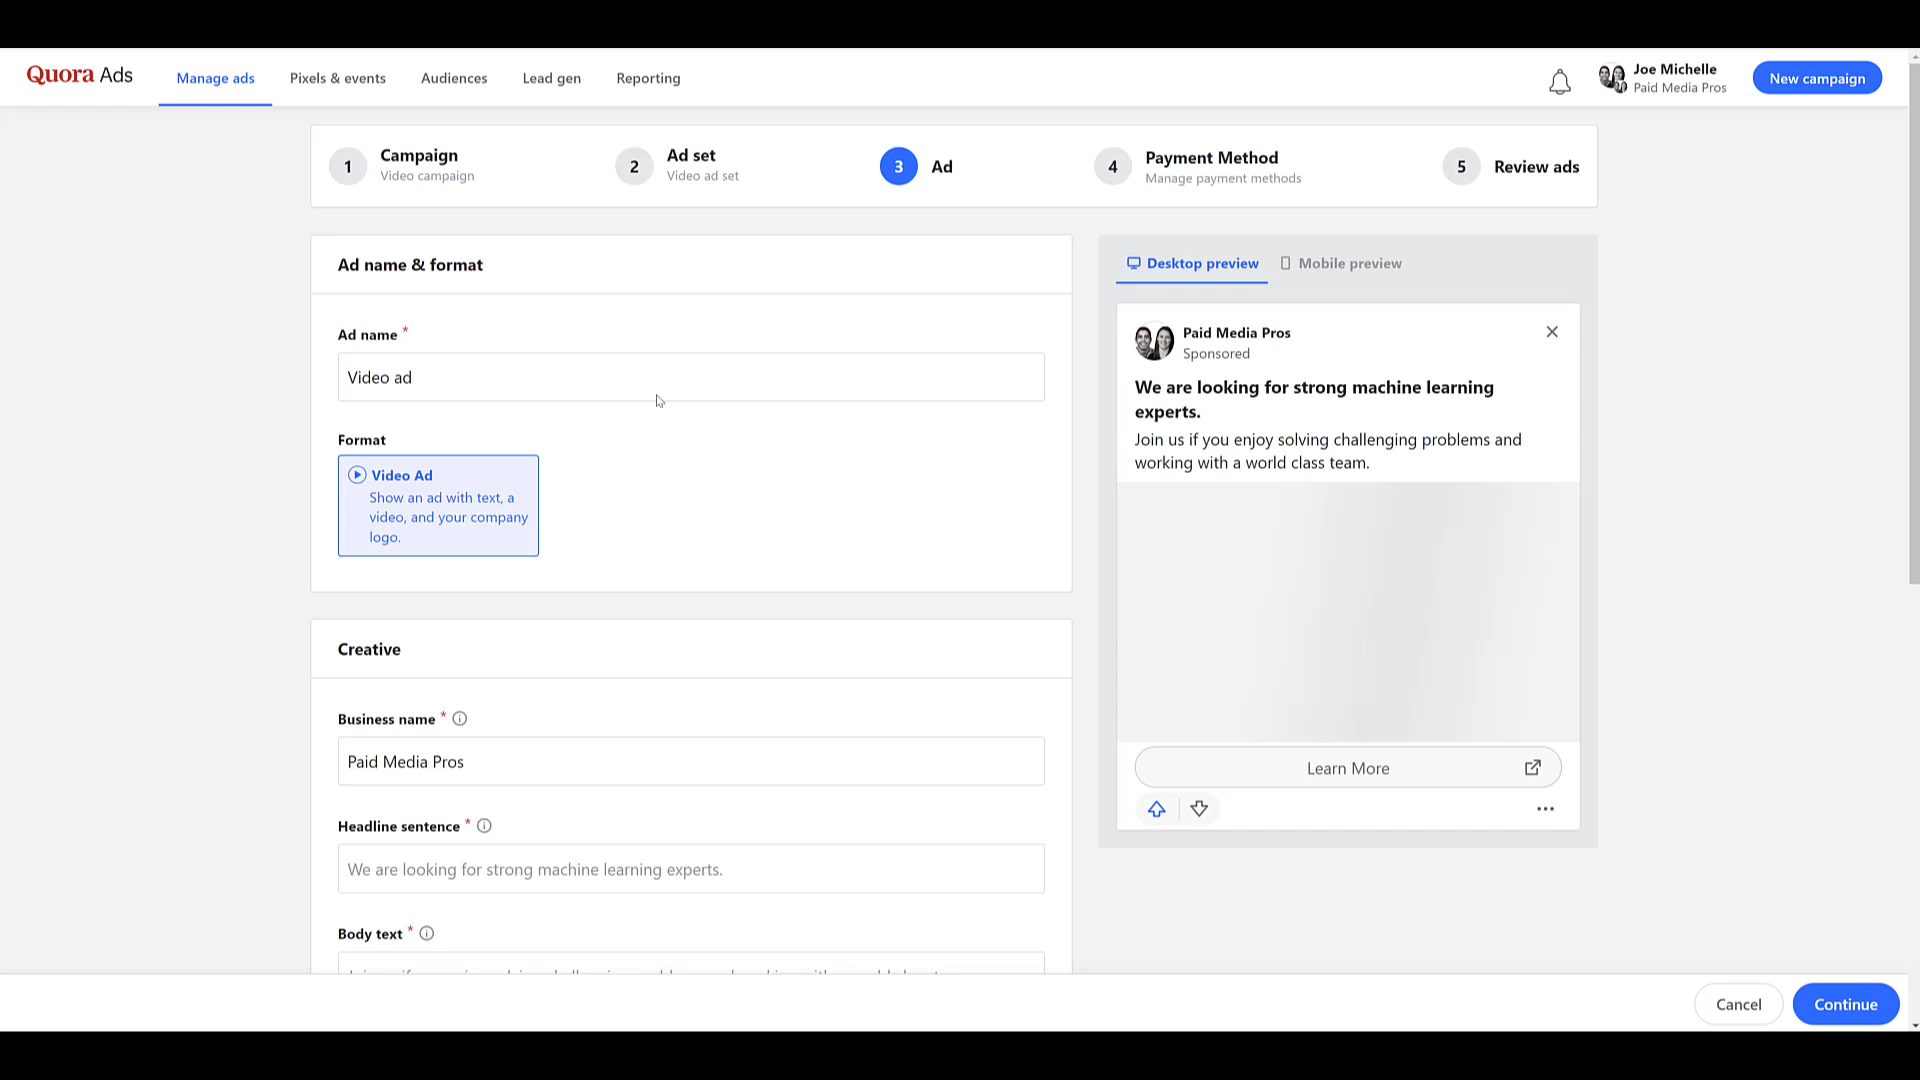 Quora Ads
Manage ads
Pixels & events
Audiences
Lead gen
Reporting
Joe Michelle
Paid Media Pros
New campaign
1
Campaign
Video campaign
2
Ad set
Video ad set
3
Ad
4
Payment Method
Manage payment methods
5
Review ads
Ad name & format
Ad name *
Video ad
Format
Video Ad
Show an ad with text, a
video, and your company
logo.
Creative
Business name *
Paid Media Pros
Headline sentence *
We are looking for strong machine learning experts.
Body text *
Desktop preview
Mobile preview
Paid Media Pros
Sponsored
We are looking for strong machine learning
experts.
Join us if you enjoy solving challenging problems and
working with a world class team.
Learn More
Cancel
Continue